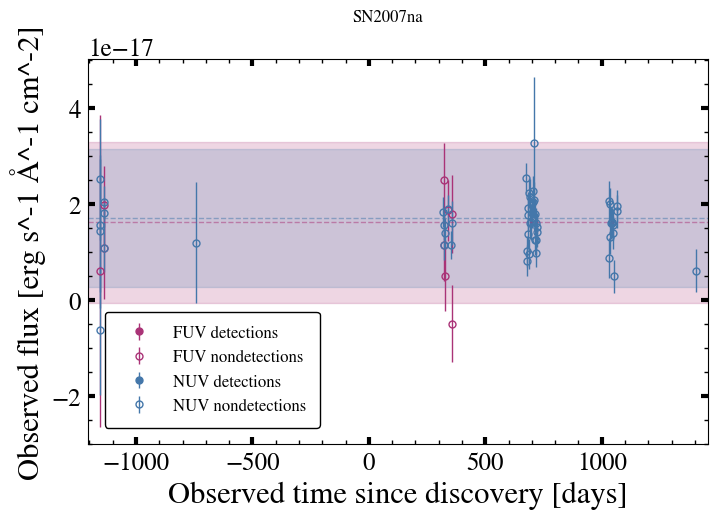 SN2007na
1e−17
Observed flux [erg s^-1 Å^-1 cm^-2]
4
2
0
−2
FUV detections
FUV nondetections
NUV detections
NUV nondetections
−1000 −500 0 500 1000
Observed time since discovery [days]